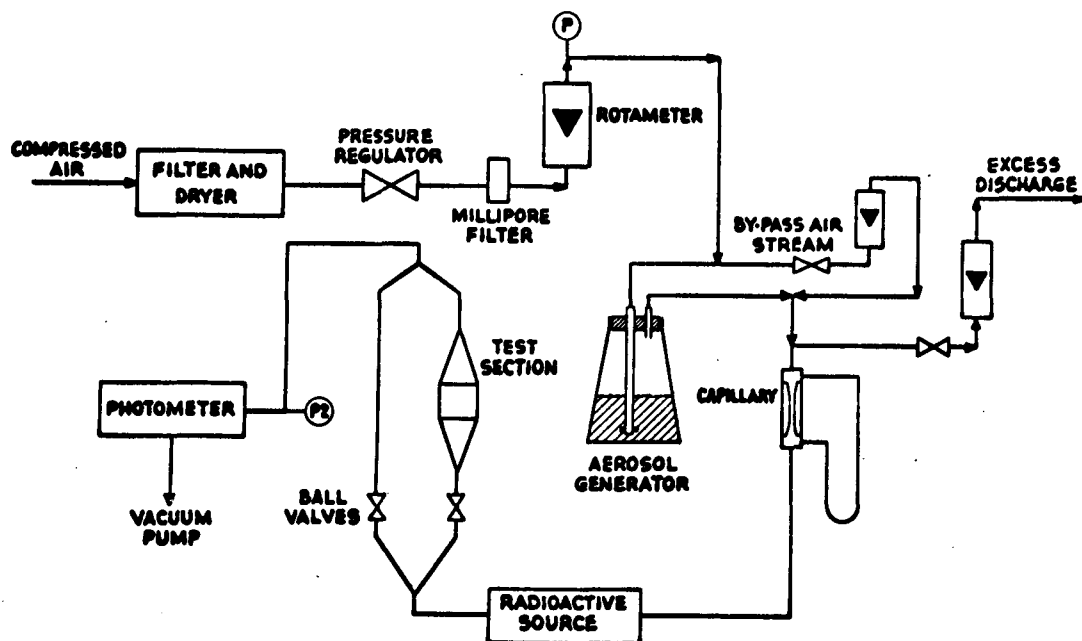 P
ROTAMETER
COMPRESSED
AIR
FILTER AND
DRYER
PRESSURE
REGULATOR
MILLIPORE
FILTER
EXCESS
DISCHARGE
BY-PASS AIR
STREAM
TEST
SECTION
CAPILLARY
PHOTOMETER
P2
AEROSOL
GENERATOR
BALL
VALVES
VACUUM
PUMP
RADIOACTIVE
SOURCE